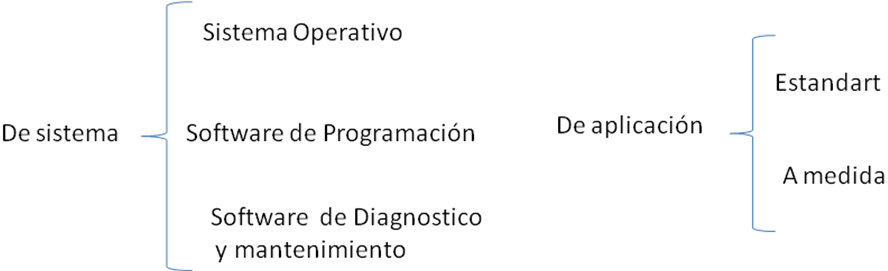 De sistema
Sistema Operativo
Software de Programación
Software de Diagnostico
y mantenimiento
De aplicación
Estandart
A medida